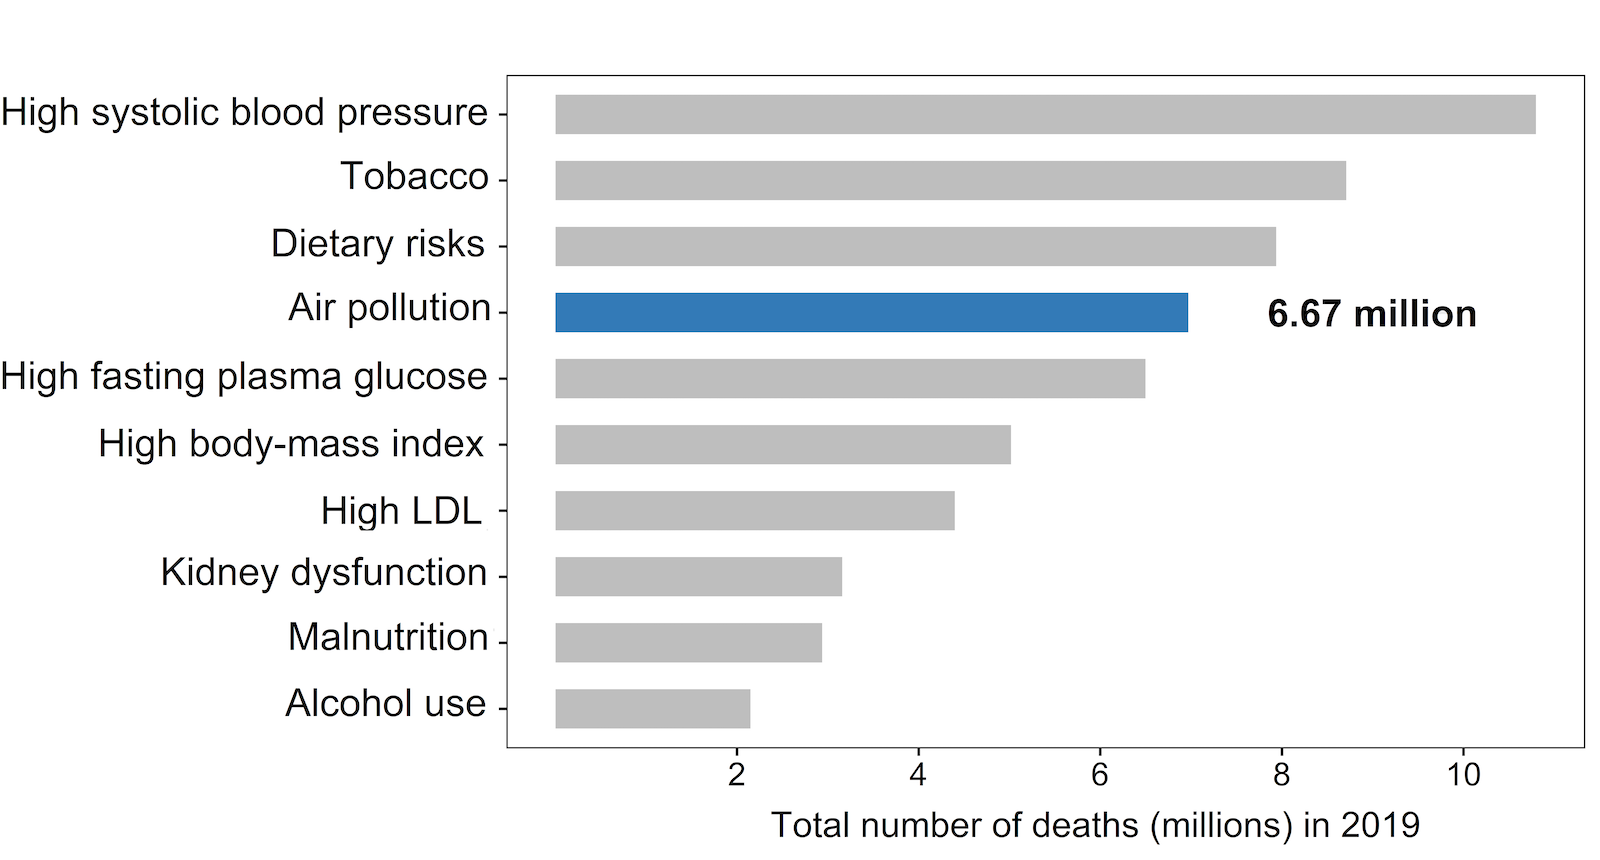 High systolic blood pressure
Tobacco
Dietary risks
Air pollution
6.67 million
High fasting plasma glucose
High body-mass index
High LDL
Kidney dysfunction
Malnutrition
Alcohol use
2 4 6 8 10
Total number of deaths (millions) in 2019